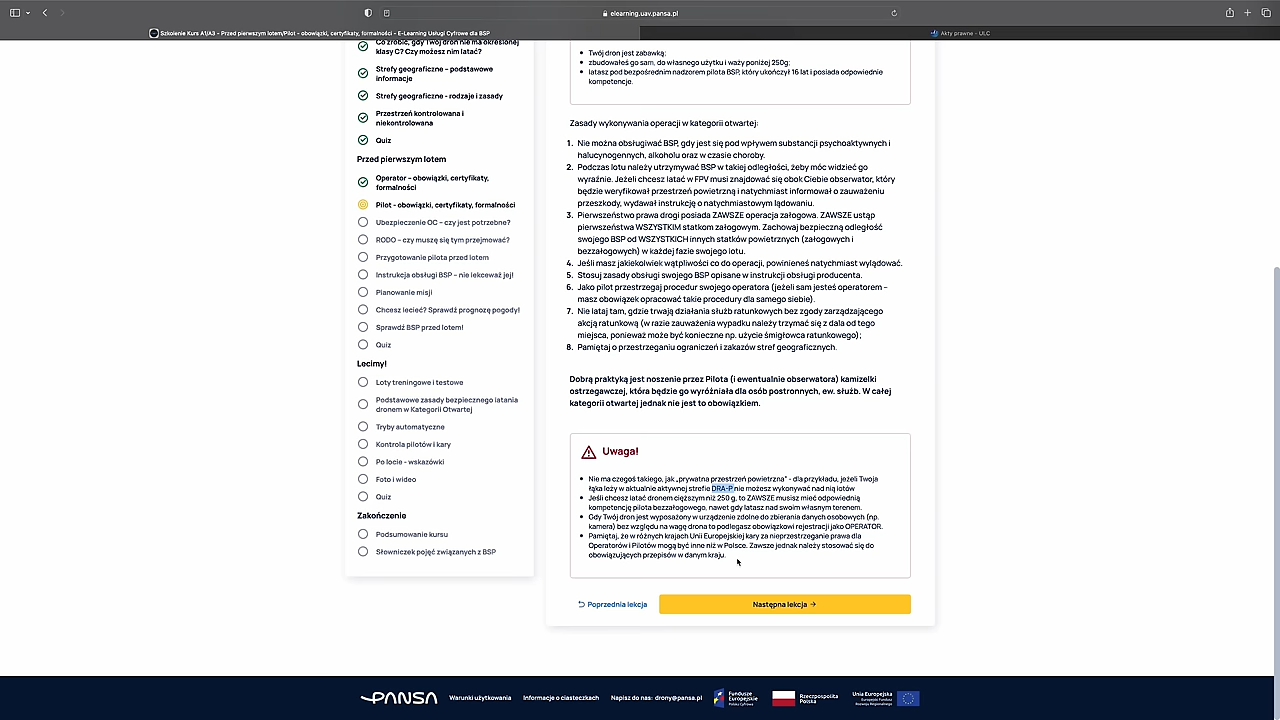 elearning.uav.pansa.pl
Szkolenie Kurs A1/A3 – Przed pierwszym lotem/Pilot – obowiązki, certyfikaty, formalności – E-Learning Usługi Cyfrowe dla BSP
Akty prawne – ULC
Co zrobić, gdy Twój dron nie ma określonej
klasy C? Czy możesz nim latać?
Strefy geograficzne – podstawowe
informacje
Strefy geograficzne - rodzaje i zasady
Przestrzeń kontrolowana i
niekontrolowana
Quiz
Przed pierwszym lotem
Operator – obowiązki, certyfikaty,
formalności
Pilot - obowiązki, certyfikaty, formalności
Ubezpieczenie OC – czy jest potrzebne?
RODO – czy muszę się tym przejmować?
Przygotowanie pilota przed lotem
Instrukcja obsługi BSP – nie lekceważ jej!
Planowanie misji
Chcesz lecieć? Sprawdź prognozę pogody!
Sprawdź BSP przed lotem!
Quiz
Lecimy!
Loty treningowe i testowe
Podstawowe zasady bezpiecznego latania
dronem w Kategorii Otwartej
Tryby automatyczne
Kontrola pilotów i kary
Po locie - wskazówki
Foto i wideo
Quiz
Zakończenie
Podsumowanie kursu
Słowniczek pojęć związanych z BSP
Twój dron jest zabawką;
zbudowałeś go sam, do własnego użytku i waży poniżej 250g;
latasz pod bezpośrednim nadzorem pilota BSP, który ukończył 16 lat i posiada odpowiednie
kompetencje.
Zasady wykonywania operacji w kategorii otwartej:
1. Nie można obsługiwać BSP, gdy jest się pod wpływem substancji psychoaktywnych i
halucynogennych, alkoholu oraz w czasie choroby.
2. Podczas lotu należy utrzymywać BSP w takiej odległości, żeby móc widzieć go
wyraźnie. Jeżeli chcesz latać w FPV musi znajdować się obok Ciebie obserwator, który
będzie weryfikował przestrzeń powietrzną i natychmiast informował o zauważeniu
przeszkody, wydawał instrukcję o natychmiastowym lądowaniu.
3. Pierwszeństwo prawa drogi posiada ZAWSZE operacja załogowa. ZAWSZE ustąp
pierwszeństwa WSZYSTKIM statkom załogowym. Zachowaj bezpieczną odległość
swojego BSP od WSZYSTKICH innych statków powietrznych (załogowych i
bezzałogowych) w każdej fazie swojego lotu.
4. Jeśli masz jakiekolwiek wątpliwości co do operacji, powinieneś natychmiast wylądować.
5. Stosuj zasady obsługi swojego BSP opisane w instrukcji obsługi producenta.
6. Jako pilot przestrzegaj procedur swojego operatora (jeżeli sam jesteś operatorem –
masz obowiązek opracować takie procedury dla samego siebie).
7. Nie lataj tam, gdzie trwają działania służb ratunkowych bez zgody zarządzającego
akcją ratunkową (w razie zauważenia wypadku należy trzymać się z dala od tego
miejsca, ponieważ może być konieczne np. użycie śmigłowca ratunkowego);
8. Pamiętaj o przestrzeganiu ograniczeń i zakazów stref geograficznych.
Dobrą praktyką jest noszenie przez Pilota (i ewentualnie obserwatora) kamizelki
ostrzegawczej, która będzie go wyróżniała dla osób postronnych, ew. służb. W całej
kategorii otwartej jednak nie jest to obowiązkiem.
Uwaga!
Nie ma czegoś takiego, jak „prywatna przestrzeń powietrzna" - dla przykładu, jeżeli Twoja
łąka leży w aktualnie aktywnej strefie DRA-P nie możesz wykonywać nad nią lotów
Jeśli chcesz latać dronem cięższym niż 250 g, to ZAWSZE musisz mieć odpowiednią
kompetencję pilota bezzałogowego, nawet gdy latasz nad swoim własnym terenem.
Gdy Twój dron jest wyposażony w urządzenie zdolne do zbierania danych osobowych (np.
kamera) bez względu na wagę drona to podlegasz obowiązkowi rejestracji jako OPERATOR.
Pamiętaj, że w różnych krajach Unii Europejskiej kary za nieprzestrzeganie prawa dla
Operatorów i Pilotów mogą być inne niż w Polsce. Zawsze jednak należy stosować się do
obowiązujących przepisów w danym kraju.
Poprzednia lekcja
Następna lekcja →
PANSA
Warunki użytkowania
Informacje o ciasteczkach
Napisz do nas: drony@pansa.pl
Fundusze
Europejskie
Polska Cyfrowa
Rzeczpospolita
Polska
Unia Europejska
Europejski Fundusz
Rozwoju Regionalnego